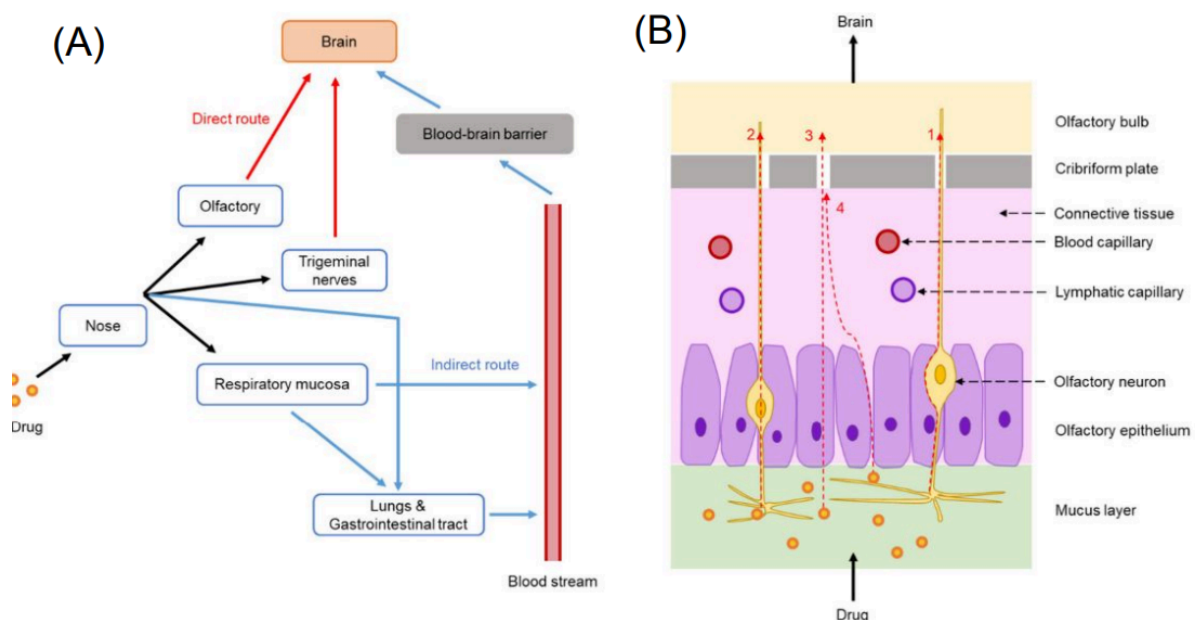 (A)
Brain
Direct route
Blood-brain barrier
Olfactory
Trigeminal
nerves
Nose
Respiratory mucosa
Indirect route
Drug
Lungs &
Gastrointestinal tract
Blood stream
(B)
Brain
2
3
1
4
Olfactory bulb
Cribriform plate
Connective tissue
Blood capillary
Lymphatic capillary
Olfactory neuron
Olfactory epithelium
Mucus layer
Drug